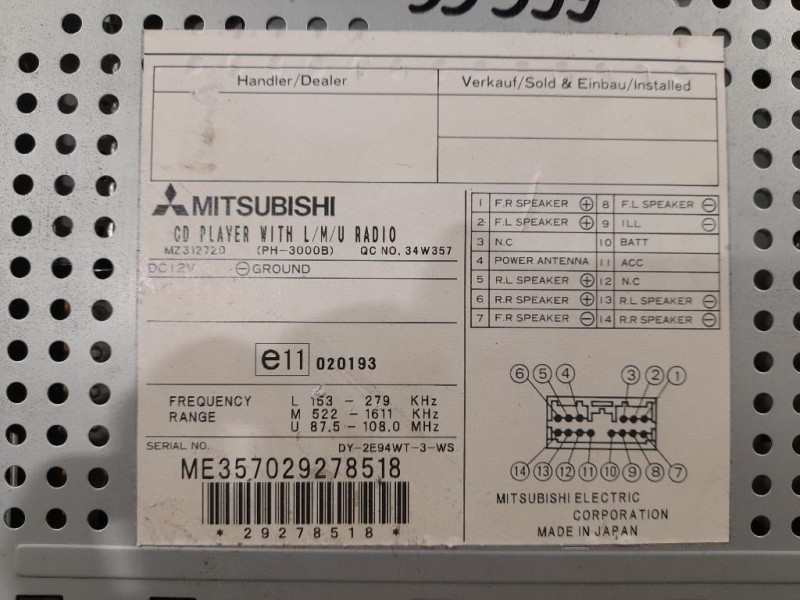 Handler/Dealer
Verkauf/Sold & Einbau/Installed
MITSUBISHI
CD PLAYER WITH L/M/U RADIO
MZ312720 (PH-3000B) QC NO. 34W357
DC12V ⊖GROUND
1 F.R SPEAKER ⊕ 8 F.L SPEAKER ⊖
2 F.L SPEAKER ⊕ 9 ILL ⊖
3 N.C 10 BATT
4 POWER ANTENNA 11 ACC
5 R.L SPEAKER ⊕ 12 N.C
6 R.R SPEAKER ⊕ 13 R.L SPEAKER ⊖
7 F.R SPEAKER ⊖ 14 R.R SPEAKER ⊖
e11 020193
FREQUENCY RANGE
L 153 - 279 KHz
M 522 - 1611 KHz
U 87.5 - 108.0 MHz
SERIAL NO. DY-2E94WT-3-WS
ME357029278518
*29278518*
6 5 4 3 2 1
14 13 12 11 10 9 8 7
MITSUBISHI ELECTRIC
CORPORATION
MADE IN JAPAN